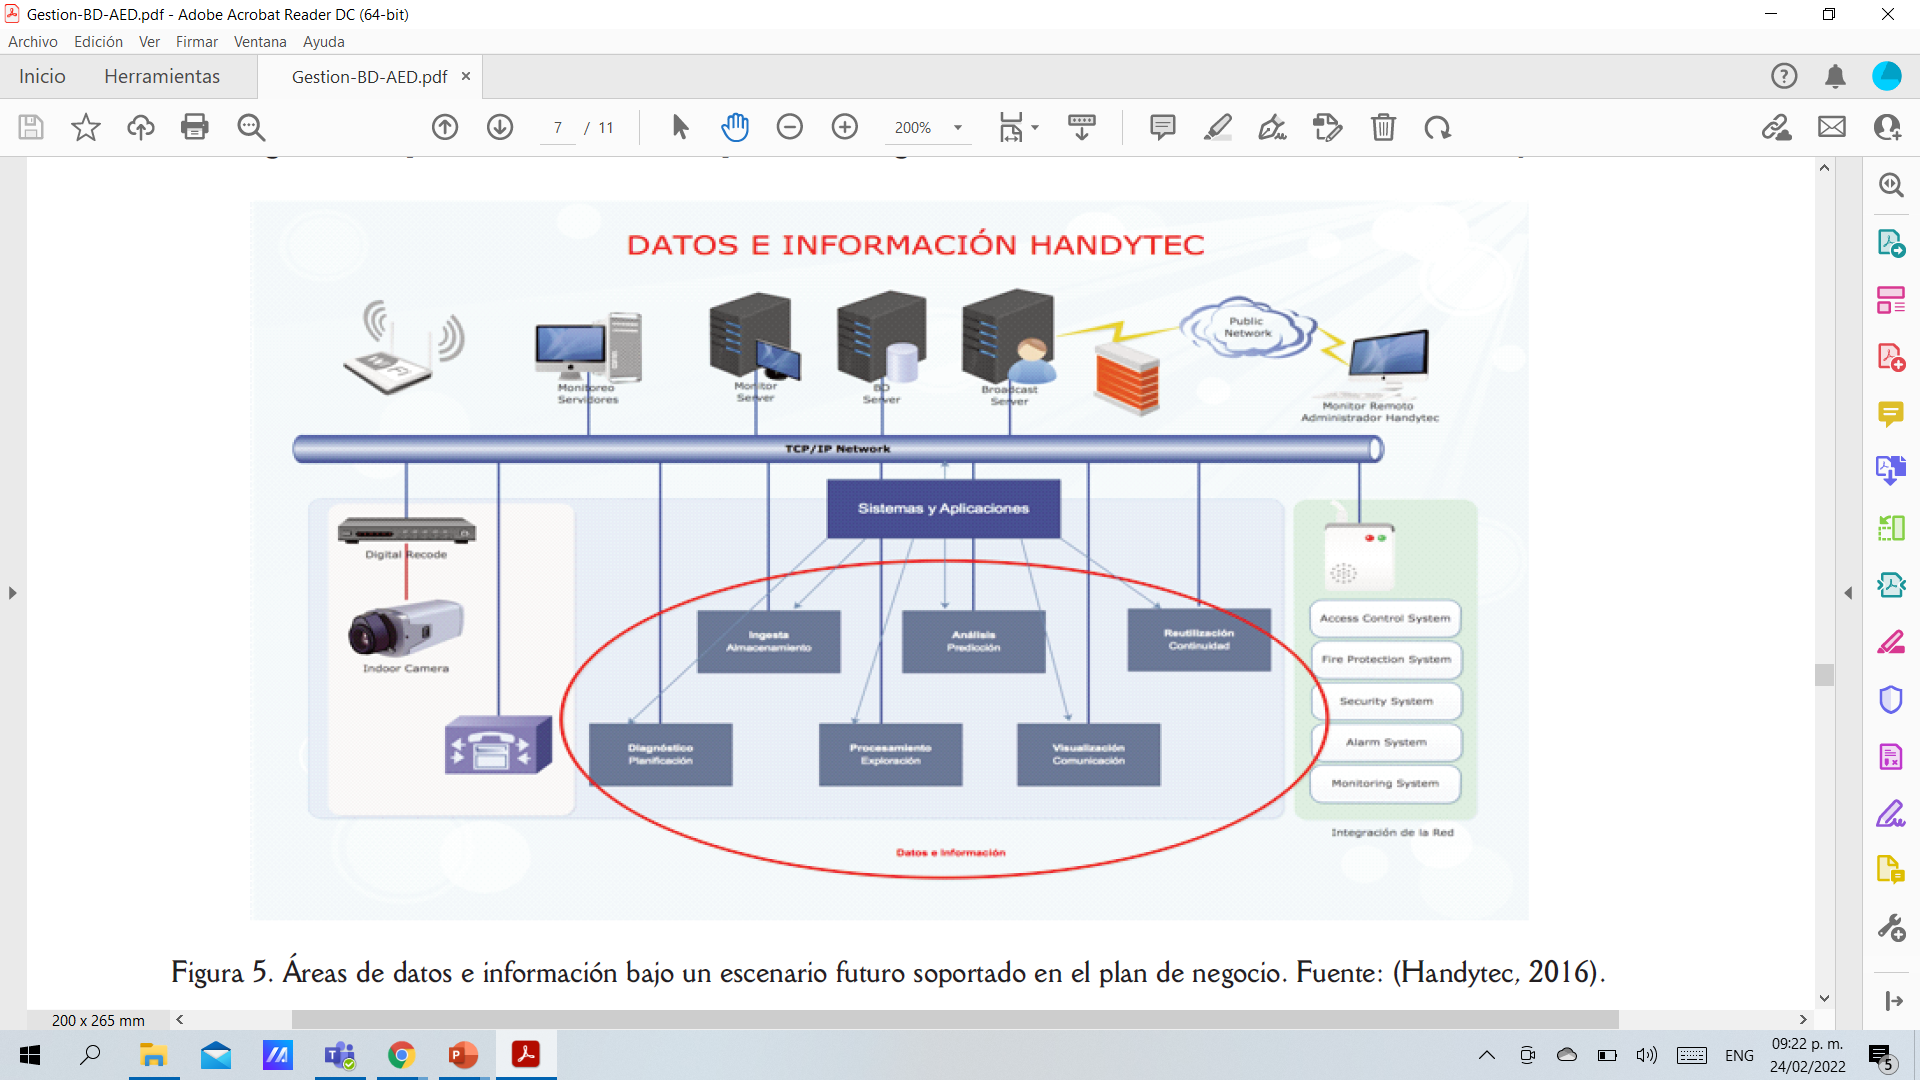 Gestion-BD-AED.pdf - Adobe Acrobat Reader DC (64-bit)
Archivo Edición Ver Firmar Ventana Ayuda
Inicio Herramientas Gestion-BD-AED.pdf ×
7 / 11 200%
DATOS E INFORMACIÓN HANDYTEC
Public
Network
Monitoreo
Servidores
Monitor
Server
BD
Server
Broadcast
Server
Monitor Remoto
Administrador Handytec
TCP/IP Network
Sistemas y Aplicaciones
Digital Recode
Indoor Camera
Ingesta
Almacenamiento
Análisis
Predicción
Reutilización
Continuidad
Diagnóstico
Planificación
Procesamiento
Exploración
Visualización
Comunicación
Access Control System
Fire Protection System
Security System
Alarm System
Monitoring System
Integración de la Red
Datos e Información
Figura 5. Áreas de datos e información bajo un escenario futuro soportado en el plan de negocio. Fuente: (Handytec, 2016).
200 x 265 mm
ENG
09:22 p. m.
24/02/2022
5